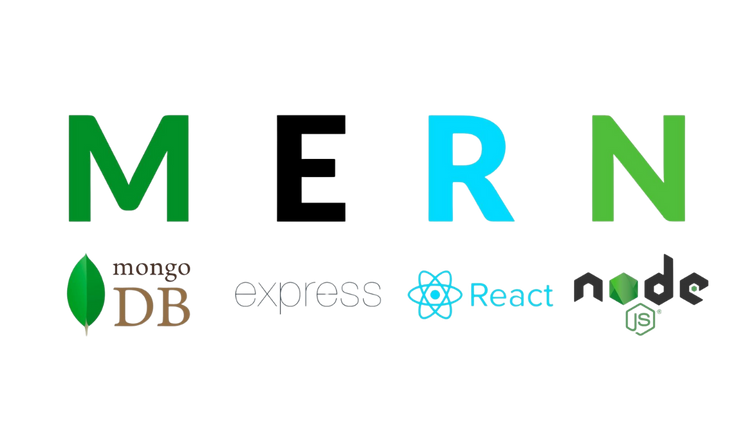 M E R N
mongo DB express React node
JS